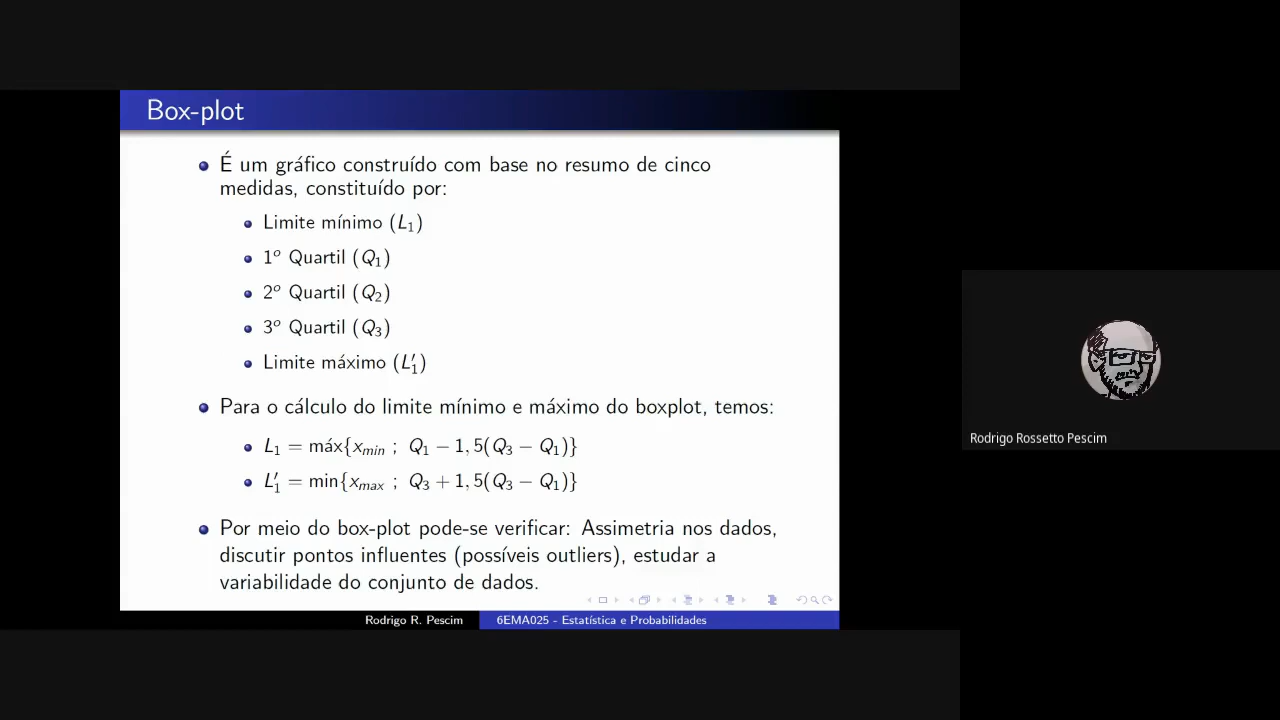 Box-plot
É um gráfico construído com base no resumo de cinco
medidas, constituído por:
Limite mínimo (L₁)
1º Quartil (Q₁)
2º Quartil (Q₂)
3º Quartil (Q₃)
Limite máximo (L₁′)
Para o cálculo do limite mínimo e máximo do boxplot, temos:
L₁ = máx{xₘᵢₙ ; Q₁ − 1, 5(Q₃ − Q₁)}
L₁′ = min{xₘₐₓ ; Q₃ + 1, 5(Q₃ − Q₁)}
Por meio do box-plot pode-se verificar: Assimetria nos dados,
discutir pontos influentes (possíveis outliers), estudar a
variabilidade do conjunto de dados.
Rodrigo R. Pescim 6EMA025 - Estatística e Probabilidades
Rodrigo Rossetto Pescim